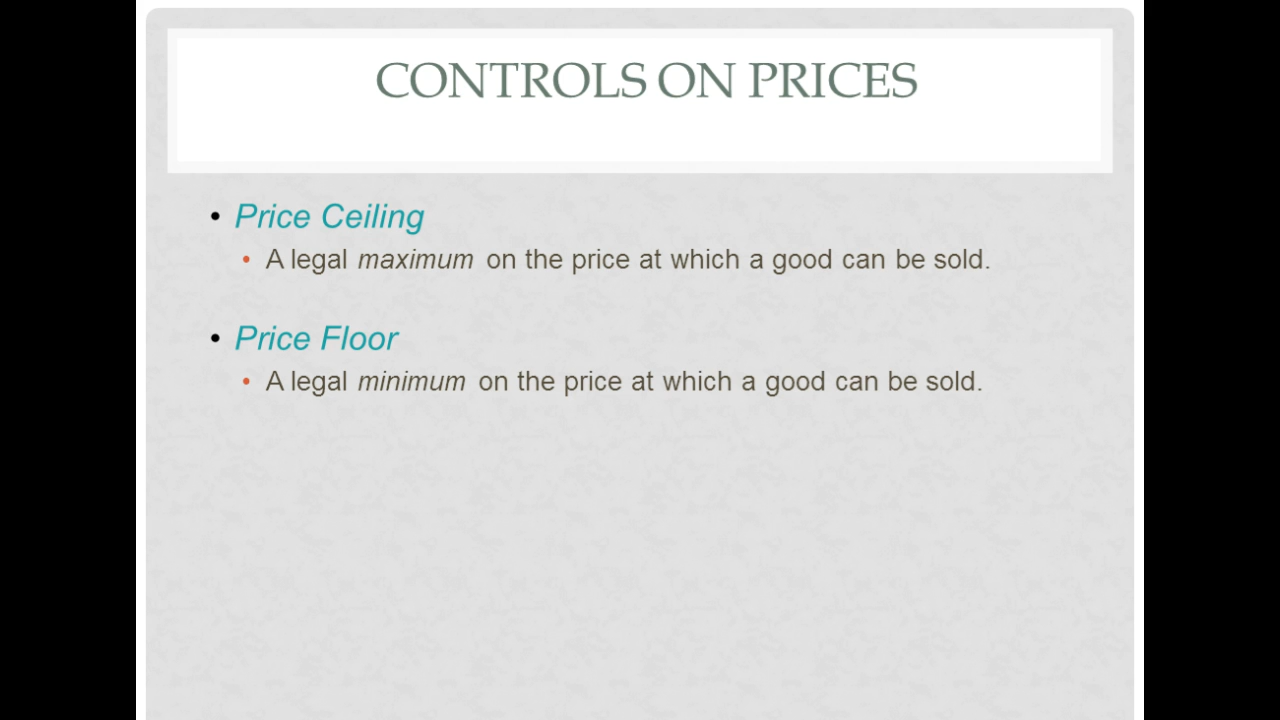 CONTROLS ON PRICES
• Price Ceiling
• A legal maximum on the price at which a good can be sold.
• Price Floor
• A legal minimum on the price at which a good can be sold.